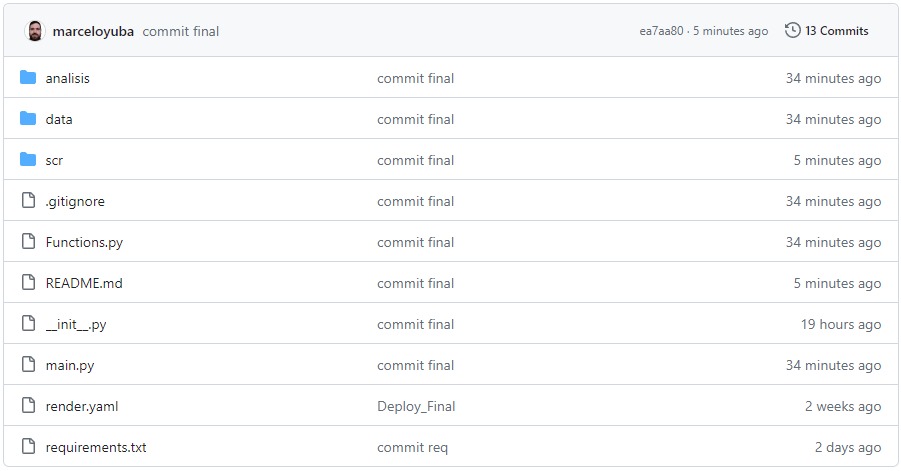 marceloyuba commit final ea7aa80 · 5 minutes ago 13 Commits
analisis commit final 34 minutes ago
data commit final 34 minutes ago
scr commit final 5 minutes ago
.gitignore commit final 34 minutes ago
Functions.py commit final 34 minutes ago
README.md commit final 5 minutes ago
__init__.py commit final 19 hours ago
main.py commit final 34 minutes ago
render.yaml Deploy_Final 2 weeks ago
requirements.txt commit req 2 days ago